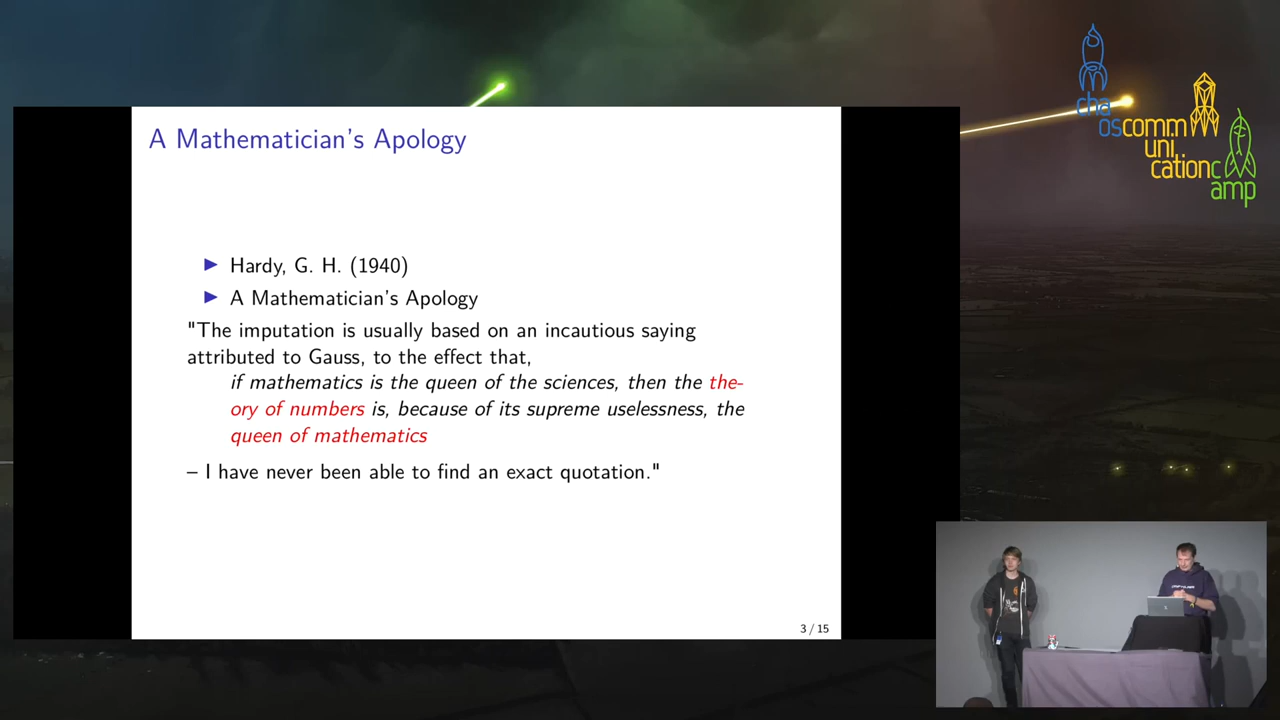 A Mathematician's Apology
Hardy, G. H. (1940)
A Mathematician's Apology
"The imputation is usually based on an incautious saying
attributed to Gauss, to the effect that,
if mathematics is the queen of the sciences, then the the-
ory of numbers is, because of its supreme uselessness, the
queen of mathematics
– I have never been able to find an exact quotation."
3 / 15
cha
oscomm
uni
cationc
amp